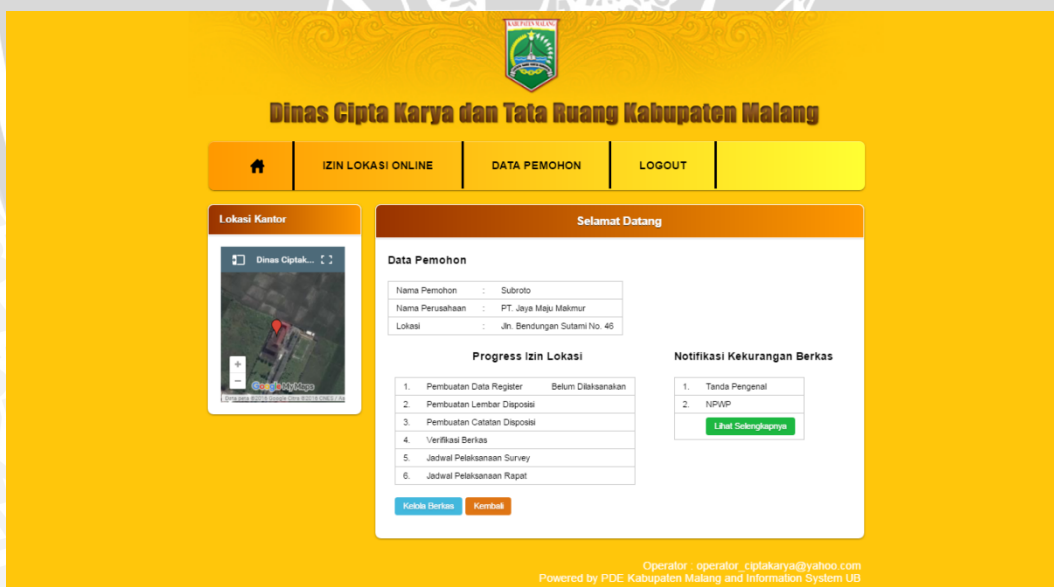 KABUPATEN MALANG
Dinas Cipta Karya dan Tata Ruang Kabupaten Malang
IZIN LOKASI ONLINE DATA PEMOHON LOGOUT
Lokasi Kantor
Dinas Ciptak...
Google My Maps
Selamat Datang
Data Pemohon
Nama Pemohon : Subroto
Nama Perusahaan : PT. Jaya Maju Makmur
Lokasi : Jln. Bendungan Sutami No. 46
Progress Izin Lokasi
1. Pembuatan Data Register Belum Dilaksanakan
2. Pembuatan Lembar Disposisi
3. Pembuatan Catatan Disposisi
4. Verifikasi Berkas
5. Jadwal Pelaksanaan Survey
6. Jadwal Pelaksanaan Rapat
Notifikasi Kekurangan Berkas
1. Tanda Pengenal
2. NPWP
Lihat Selengkapnya
Kelola Berkas Kembali
Operator : operator_ciptakarya@yahoo.com
Powered by PDE Kabupaten Malang and Information System UB